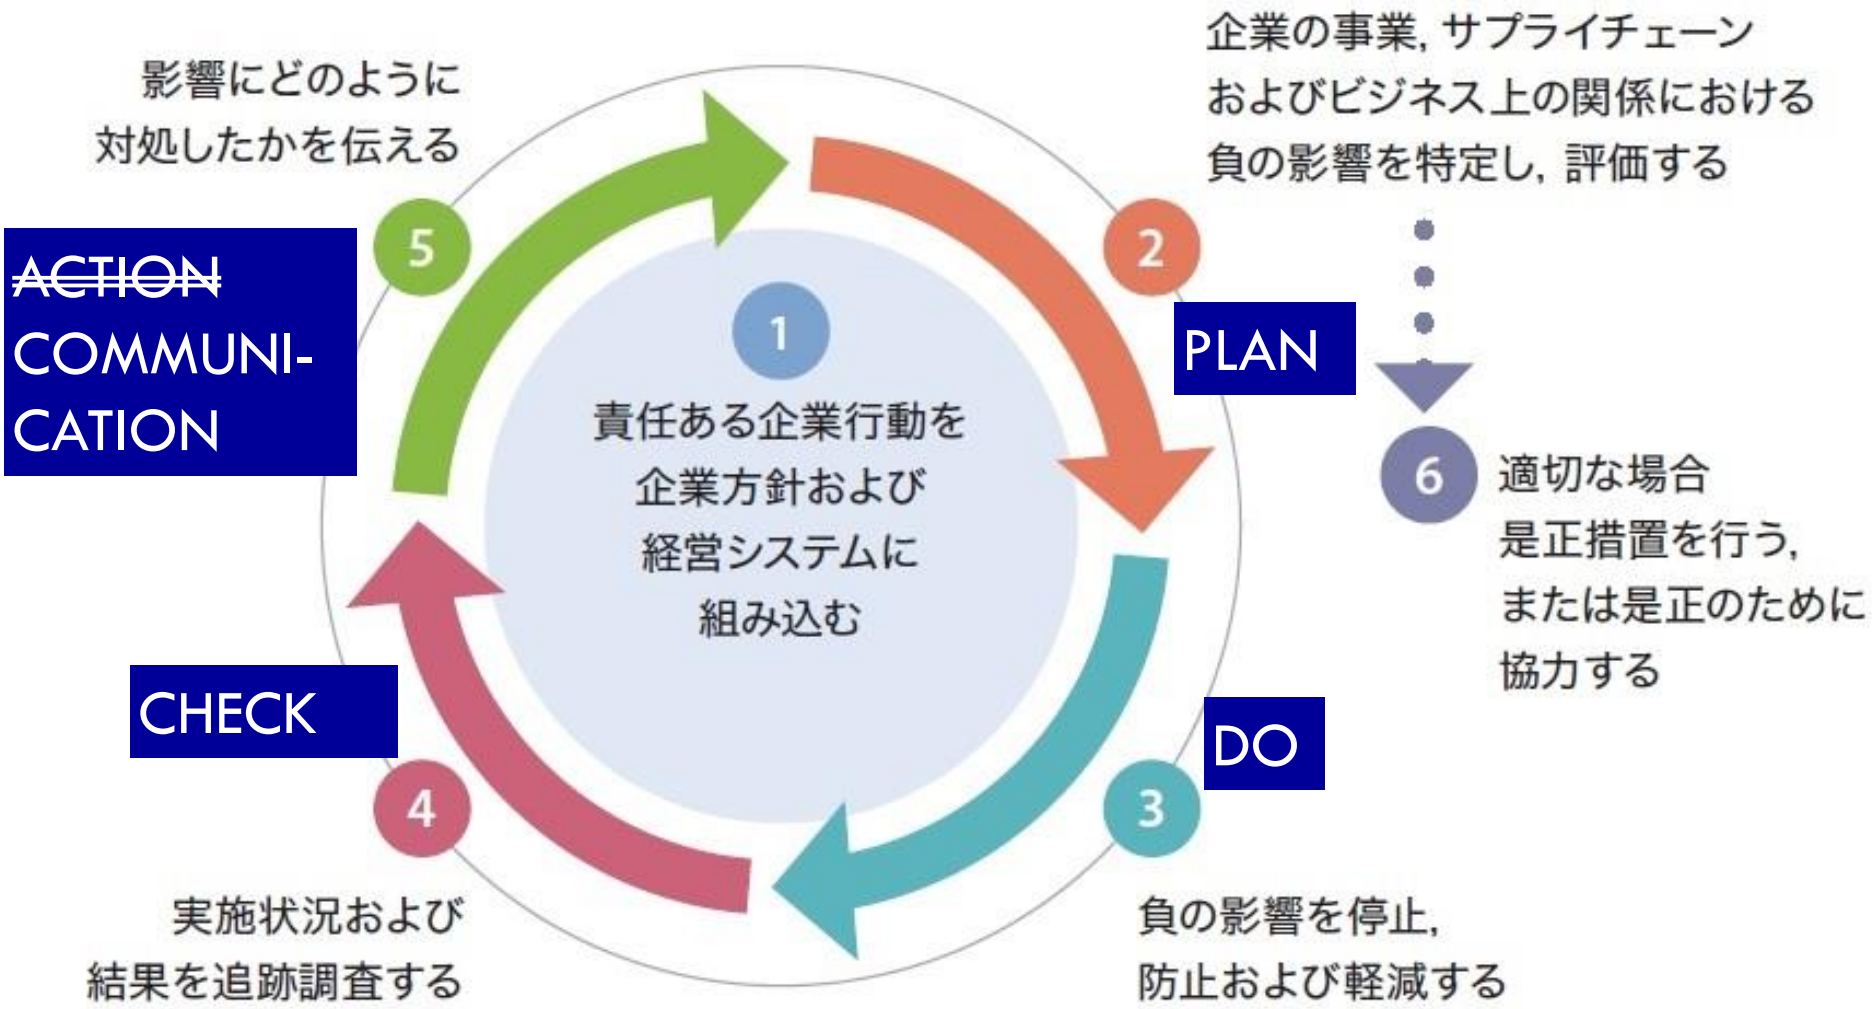 影響にどのように
対処したかを伝える
5
ACTION
COMMUNI-
CATION
企業の事業, サプライチェーン
およびビジネス上の関係における
負の影響を特定し, 評価する
2
PLAN
1
責任ある企業行動を
企業方針および
経営システムに
組み込む
6
適切な場合
是正措置を行う,
または是正のために
協力する
CHECK
4
実施状況および
結果を追跡調査する
DO
3
負の影響を停止,
防止および軽減する